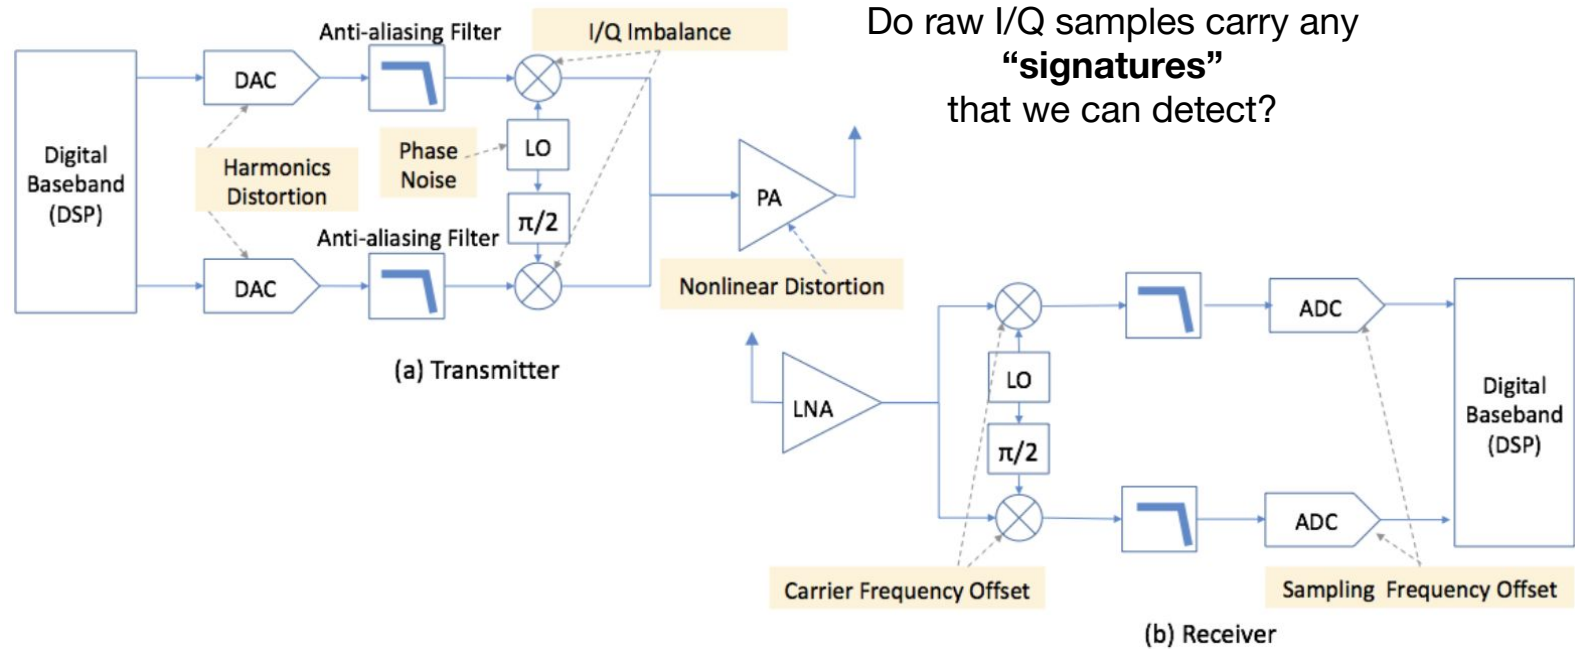 Do raw I/Q samples carry any
“signatures”
that we can detect?
Anti-aliasing Filter
I/Q Imbalance
DAC
Digital
Baseband
(DSP)
Harmonics
Distortion
Phase
Noise
LO
π/2
PA
Anti-aliasing Filter
DAC
Nonlinear Distortion
(a) Transmitter
LNA
LO
π/2
ADC
ADC
Digital
Baseband
(DSP)
Carrier Frequency Offset
Sampling Frequency Offset
(b) Receiver